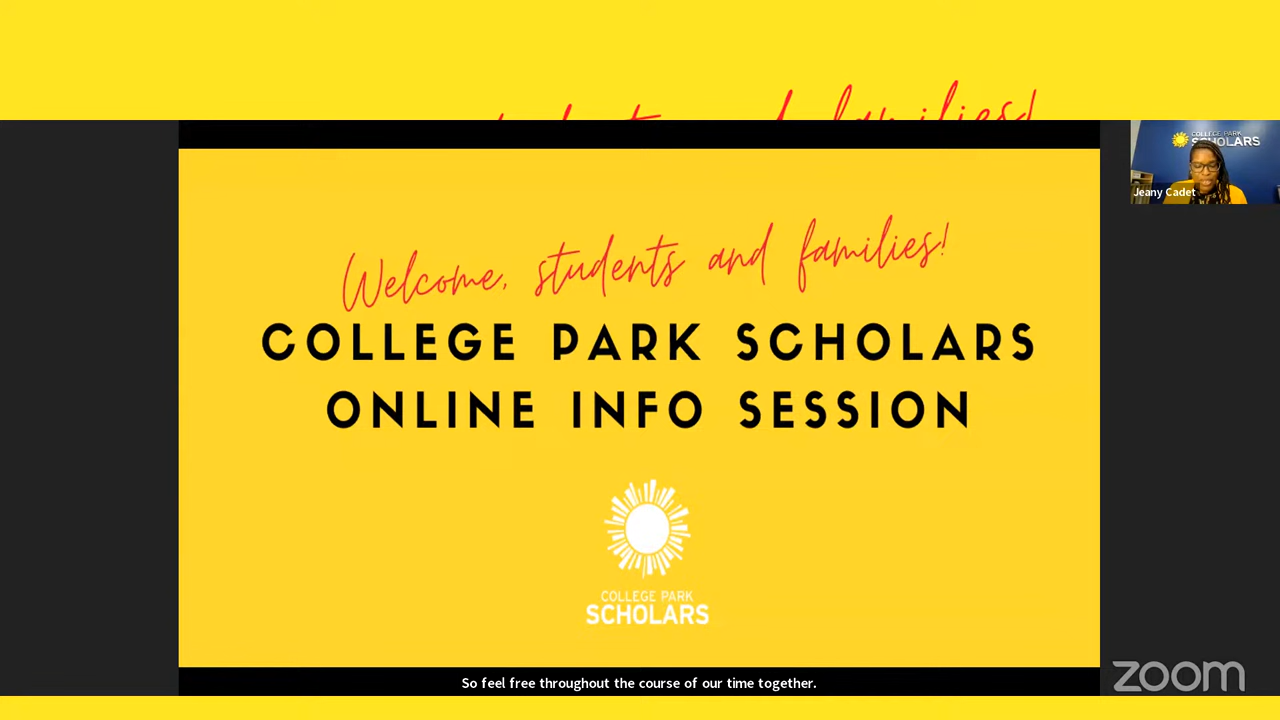 families!
COLLEGE PARK
SCHOLARS
Jeany Cadet
Welcome, students and families!
COLLEGE PARK SCHOLARS
ONLINE INFO SESSION
COLLEGE PARK
SCHOLARS
So feel free throughout the course of our time together.
zoom